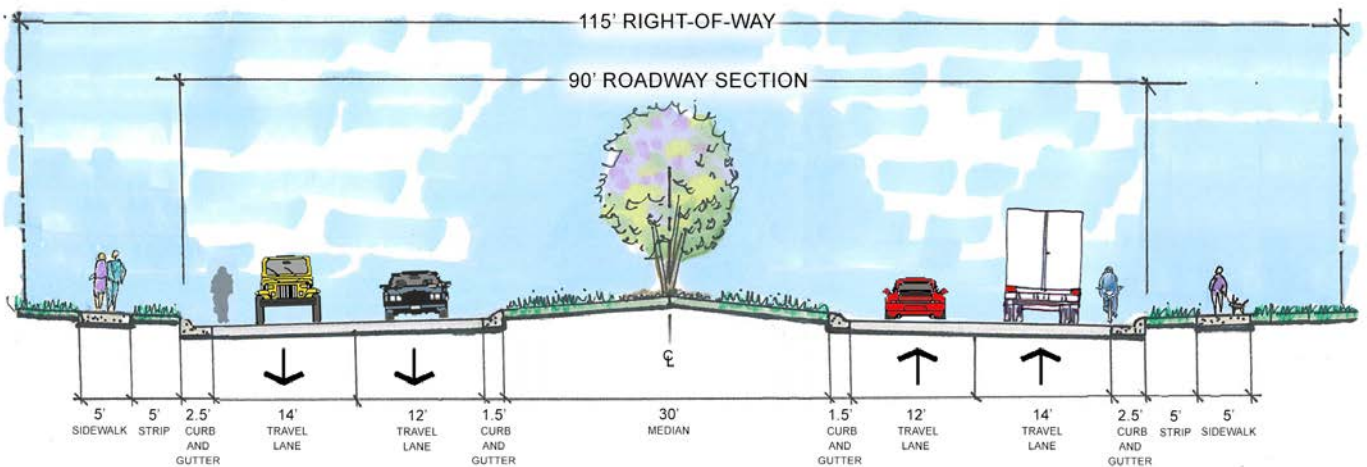 115' RIGHT-OF-WAY
90' ROADWAY SECTION
℄
5' 5' 2.5' 14' 12' 1.5' 30' 1.5' 12' 14' 2.5' 5' 5'
SIDEWALK STRIP CURB TRAVEL TRAVEL CURB MEDIAN CURB TRAVEL TRAVEL CURB STRIP SIDEWALK
AND LANE LANE AND AND LANE LANE AND
GUTTER GUTTER GUTTER GUTTER